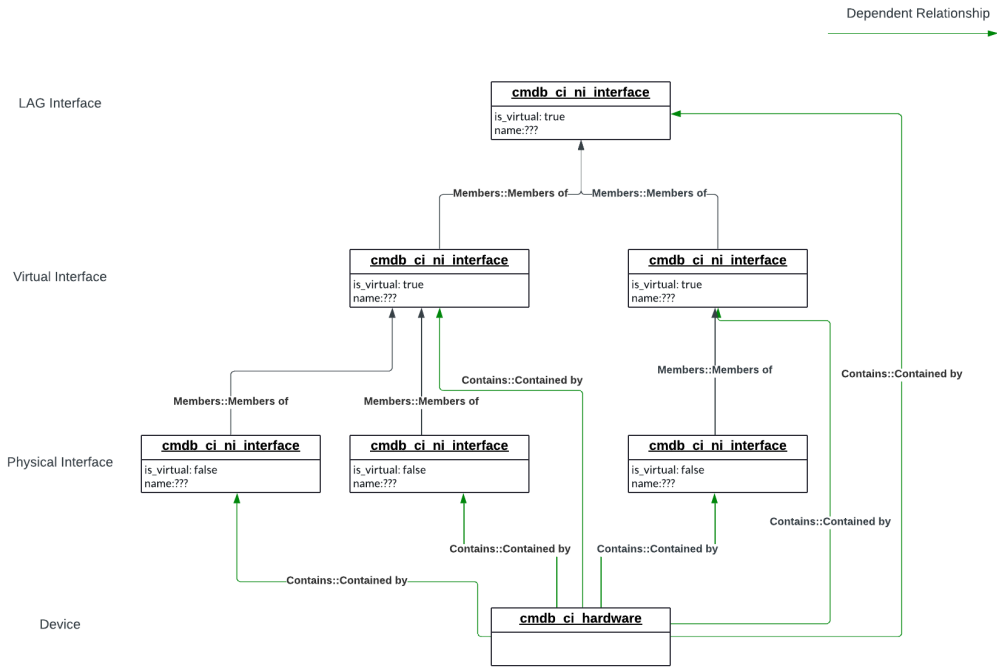 Dependent Relationship
LAG Interface
cmdb_ci_ni_interface
is_virtual: true
name:???
Members::Members of
Members::Members of
Virtual Interface
cmdb_ci_ni_interface
is_virtual: true
name:???
cmdb_ci_ni_interface
is_virtual: true
name:???
Contains::Contained by
Members::Members of
Contains::Contained by
Members::Members of
Members::Members of
Physical Interface
cmdb_ci_ni_interface
is_virtual: false
name:???
cmdb_ci_ni_interface
is_virtual: false
name:???
cmdb_ci_ni_interface
is_virtual: false
name:???
Contains::Contained by
Contains::Contained by
Contains::Contained by
Contains::Contained by
Device
cmdb_ci_hardware